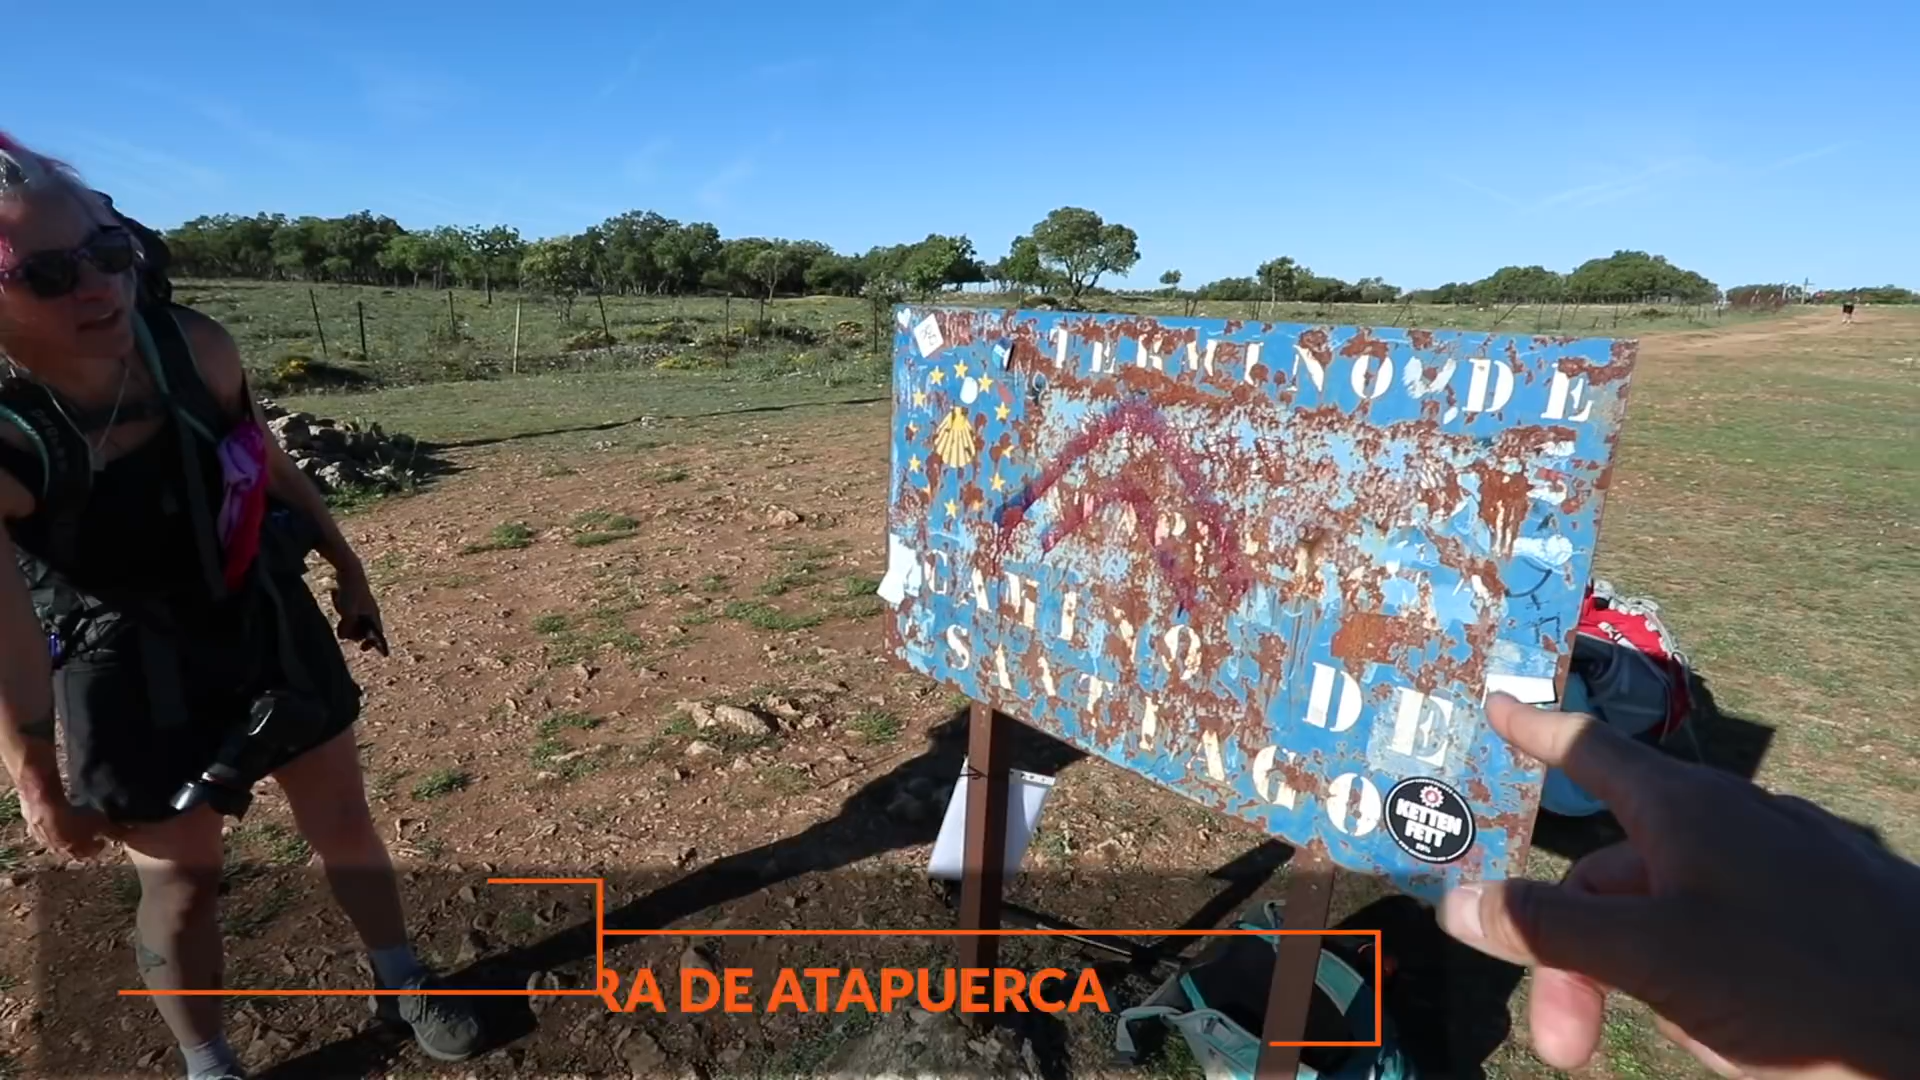 TERMINO DE
CAMINO DE
SANTIAGO
KETTEN
FETT
RA DE ATAPUERCA